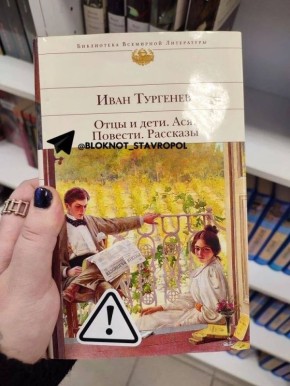 Библиотека Всемирной Литературы
Иван Тургенев
Отцы и дети. Ася.
Повести. Рассказы
@BLOKNOT_STAVROPOL